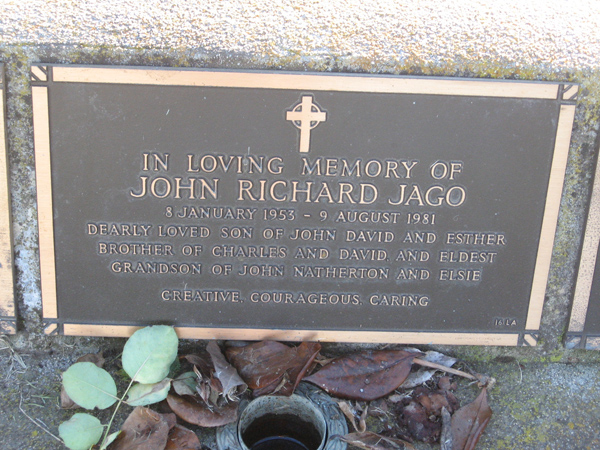 IN LOVING MEMORY OF
JOHN RICHARD JAGO
8 JANUARY 1953 - 9 AUGUST 1981
DEARLY LOVED SON OF JOHN DAVID AND ESTHER
BROTHER OF CHARLES AND DAVID, AND ELDEST
GRANDSON OF JOHN NATHERTON AND ELSIE
CREATIVE, COURAGEOUS, CARING
16 LA